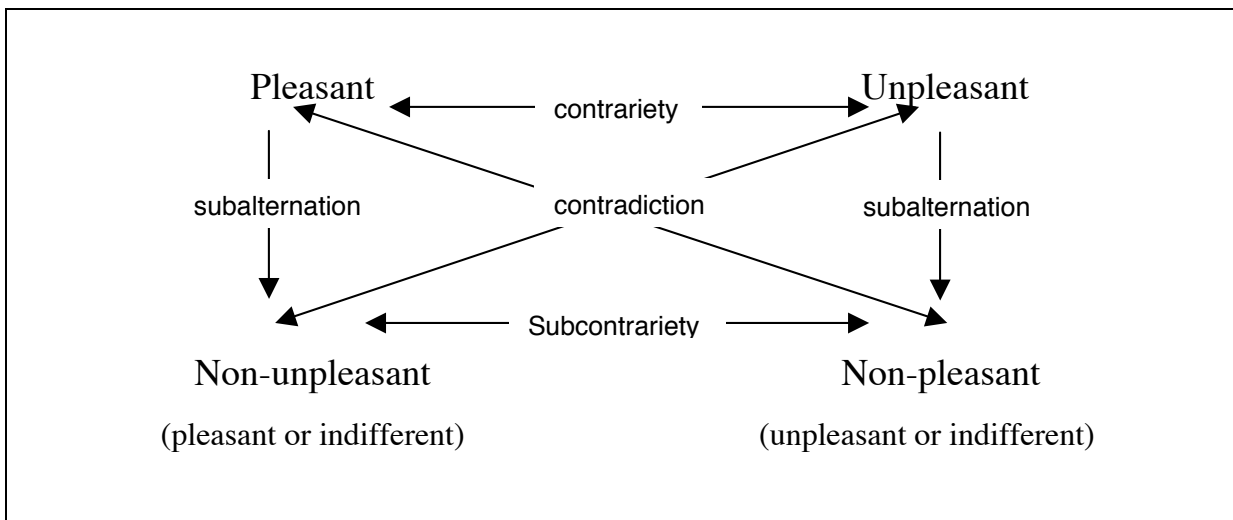 Pleasant Unpleasant
contrariety
subalternation contradiction subalternation
Subcontrariety
Non-unpleasant Non-pleasant
(pleasant or indifferent) (unpleasant or indifferent)